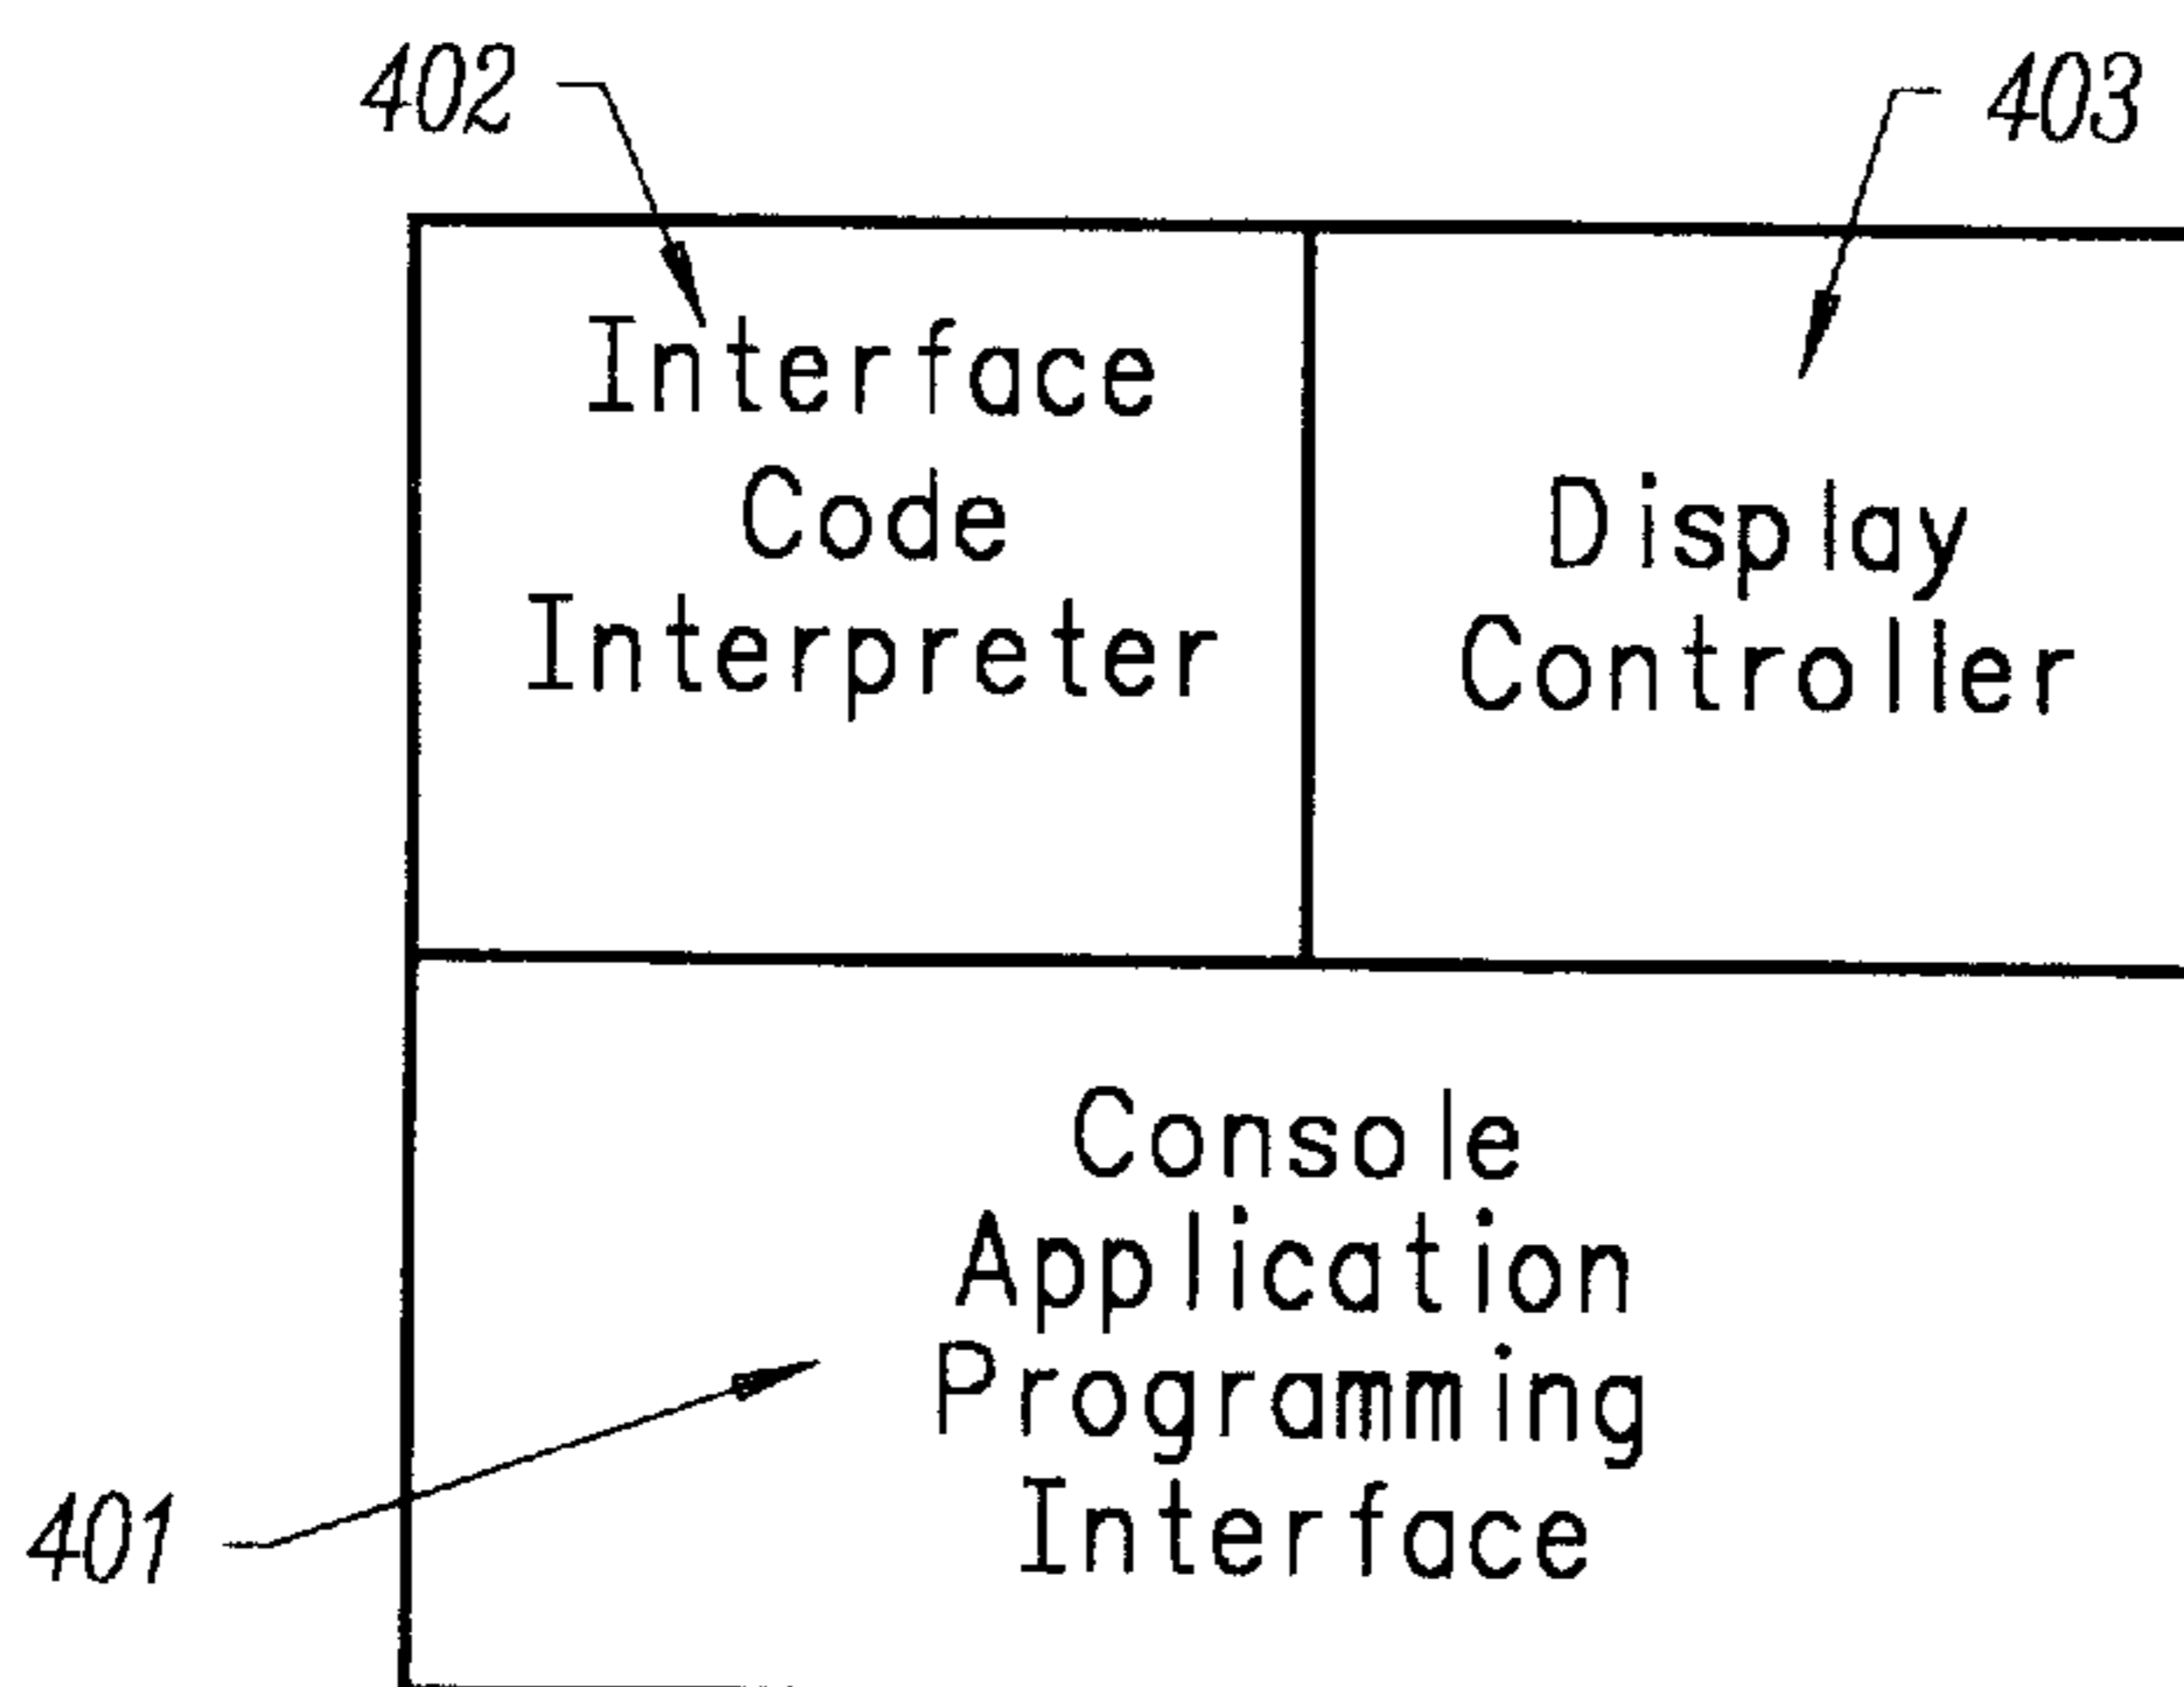 402
403
Interface
Code
Interpreter
Display
Controller
Console
Application
Programming
Interface
401